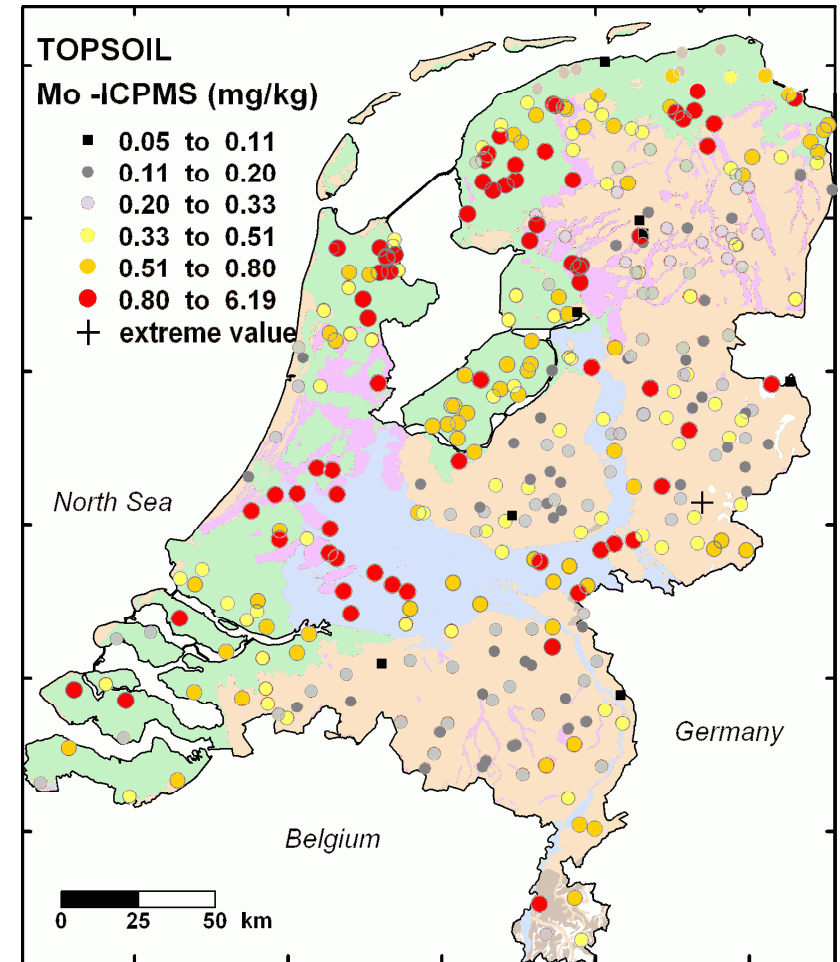 TOPSOIL
Mo -ICPMS (mg/kg)
0.05 to 0.11
0.11 to 0.20
0.20 to 0.33
0.33 to 0.51
0.51 to 0.80
0.80 to 6.19
extreme value
North Sea
Germany
Belgium
0 25 50 km